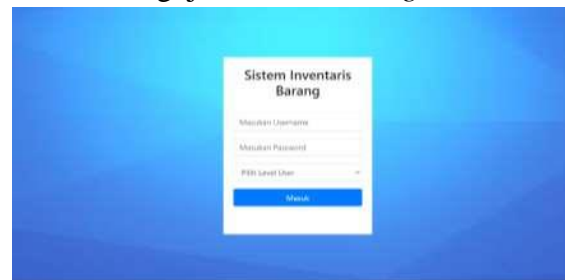 Sistem Inventaris
Barang
Masukan Username
Masukan Password
Pilih Level User
Masuk